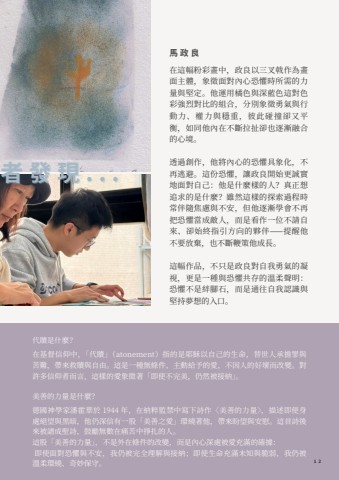 馬政良
在這幅粉彩畫中，政良以三叉戟作為畫
面主體，象徵面對內心恐懼時所需的力
量與堅定。他運用橘色與深藍色這對色
彩強烈對比的組合，分別象徵勇氣與行
動力、權力與穩重，彼此碰撞卻又平
衡，如同他內在不斷拉扯卻也逐漸融合
的心境。
透過創作，他將內心的恐懼具象化，不
再逃避。這份恐懼，讓政良開始更誠實
地面對自己：他是什麼樣的人？真正想
追求的是什麼？雖然這樣的探索過程時
常伴隨焦慮與不安，但他逐漸學會不再
把恐懼當成敵人，而是看作一位不請自
來、卻始終指引方向的夥伴——提醒他
不要放棄，也不斷鞭策他成長。
這幅作品，不只是政良對自我勇氣的凝
視，更是一種與恐懼共存的溫柔聲明：
恐懼不是絆腳石，而是通往自我認識與
堅持夢想的入口。
者發現...
代贖是什麼？
在基督信仰中，「代贖」（atonement）指的是耶穌以自己的生命，替世人承擔罪與
苦難，帶來救贖與自由。這是一種無條件、主動給予的愛，不因人的好壞而改變。對
許多信仰者而言，這樣的愛象徵著「即使不完美，仍然被接納」。
美善的力量是什麼？
德國神學家潘霍華於 1944 年，在納粹監禁中寫下詩作〈美善的力量〉，描述即使身
處絕望與黑暗，他仍深信有一股「美善之愛」環繞著他，帶來盼望與安慰。這首詩後
來被譜成聖詩，鼓勵無數在痛苦中掙扎的人。
這股「美善的力量」，不是外在條件的改變，而是內心深處被愛充滿的確據：
即使面對恐懼與不安，我仍被完全理解與接納；即使生命充滿未知與脆弱，我仍被
溫柔環繞、奇妙保守。
12